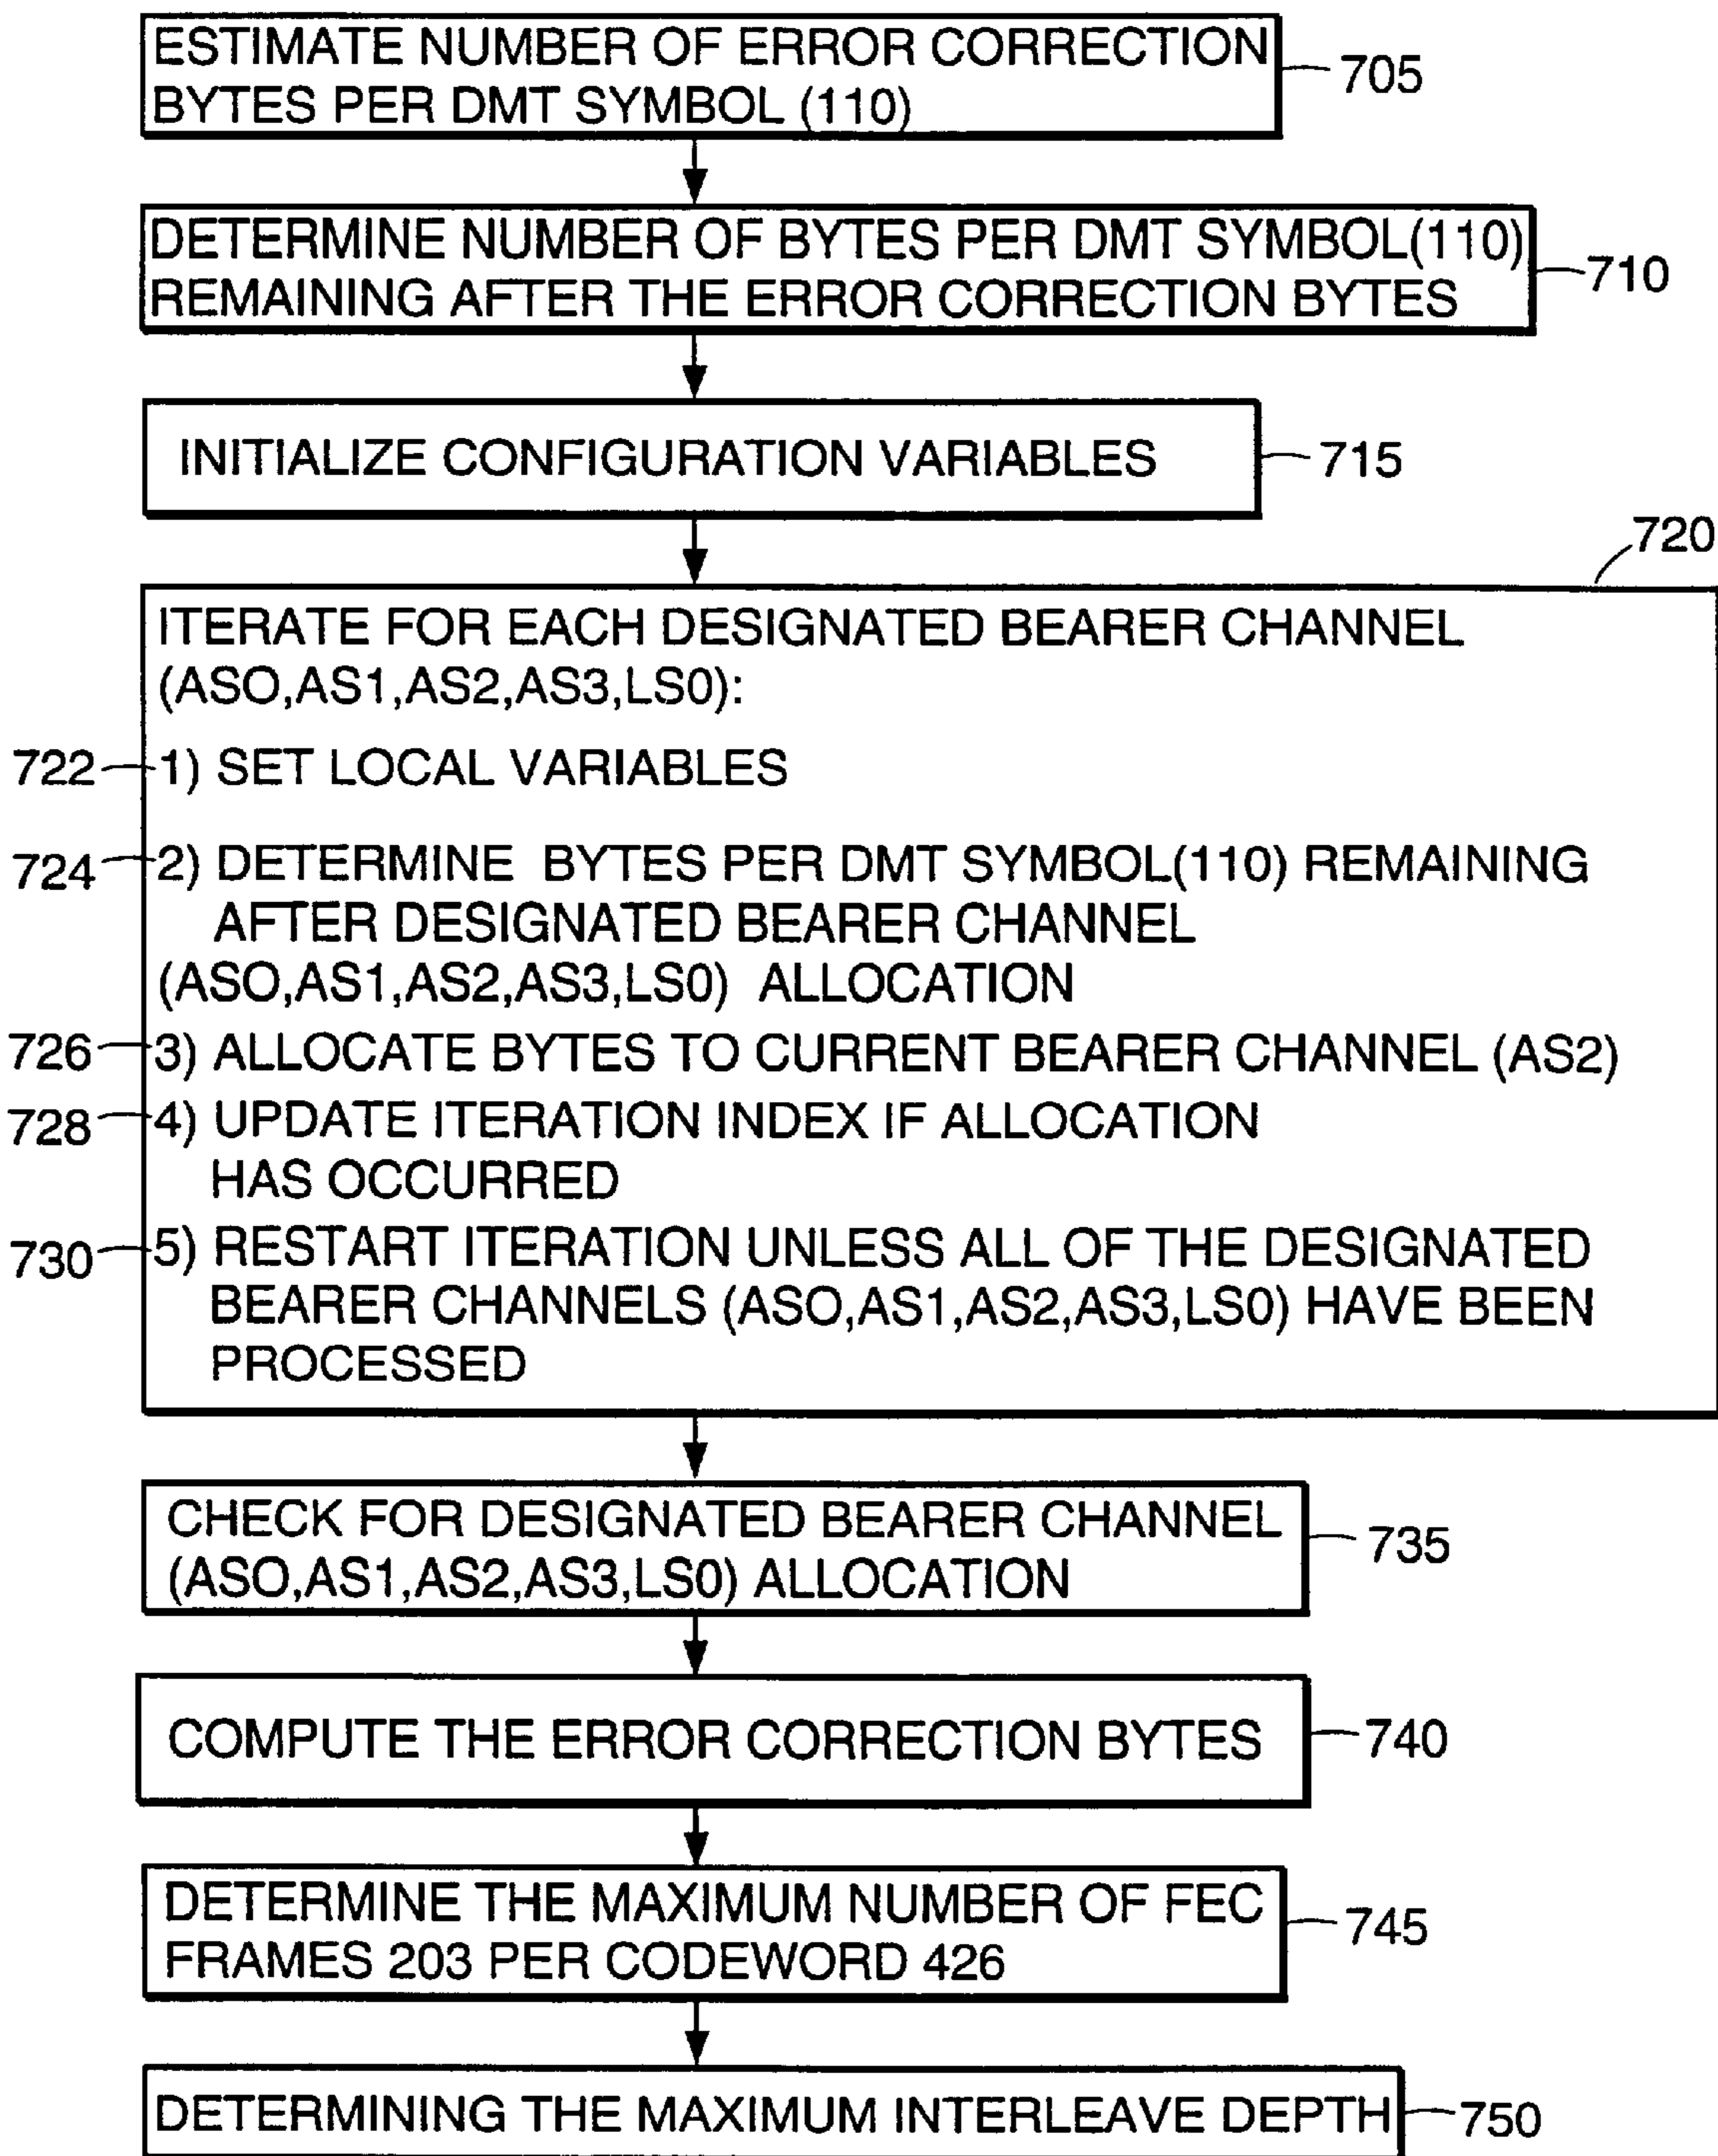 ESTIMATE NUMBER OF ERROR CORRECTION
BYTES PER DMT SYMBOL (110)
705
DETERMINE NUMBER OF BYTES PER DMT SYMBOL(110)
REMAINING AFTER THE ERROR CORRECTION BYTES
710
INITIALIZE CONFIGURATION VARIABLES
715
720
ITERATE FOR EACH DESIGNATED BEARER CHANNEL
(ASO,AS1,AS2,AS3,LS0):
722
1) SET LOCAL VARIABLES
724
2) DETERMINE BYTES PER DMT SYMBOL(110) REMAINING
AFTER DESIGNATED BEARER CHANNEL
(ASO,AS1,AS2,AS3,LS0) ALLOCATION
726
3) ALLOCATE BYTES TO CURRENT BEARER CHANNEL (AS2)
728
4) UPDATE ITERATION INDEX IF ALLOCATION
HAS OCCURRED
730
5) RESTART ITERATION UNLESS ALL OF THE DESIGNATED
BEARER CHANNELS (ASO,AS1,AS2,AS3,LS0) HAVE BEEN
PROCESSED
CHECK FOR DESIGNATED BEARER CHANNEL
(ASO,AS1,AS2,AS3,LS0) ALLOCATION
735
COMPUTE THE ERROR CORRECTION BYTES
740
DETERMINE THE MAXIMUM NUMBER OF FEC
FRAMES 203 PER CODEWORD 426
745
DETERMINING THE MAXIMUM INTERLEAVE DEPTH
750